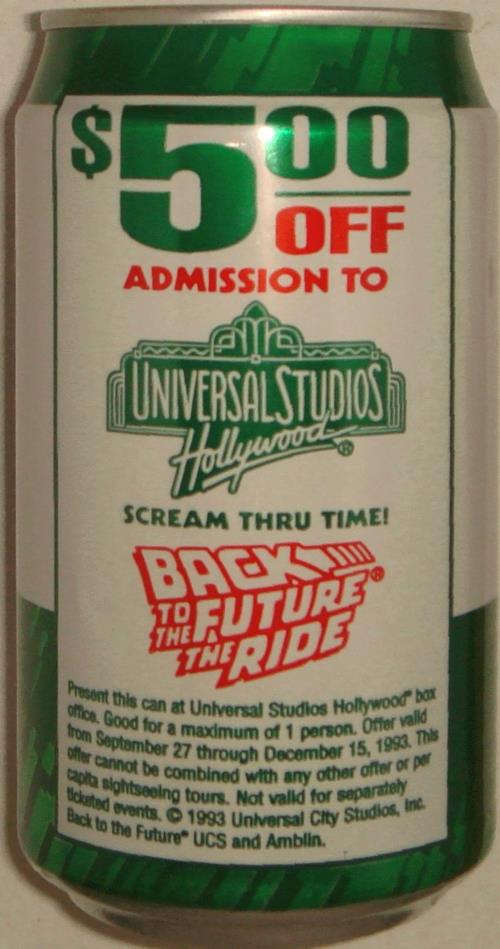 $5.00
OFF
ADMISSION TO
UNIVERSAL STUDIOS
Hollywood®
SCREAM THRU TIME!
BACK
TO THE FUTURE®
THE RIDE
Present this can at Universal Studios Hollywood® box
office. Good for a maximum of 1 person. Offer valid
from September 27 through December 15, 1993. This
offer cannot be combined with any other offer or per
capita sightseeing tours. Not valid for separately
ticketed events. © 1993 Universal City Studios, Inc.
Back to the Future® UCS and Amblin.